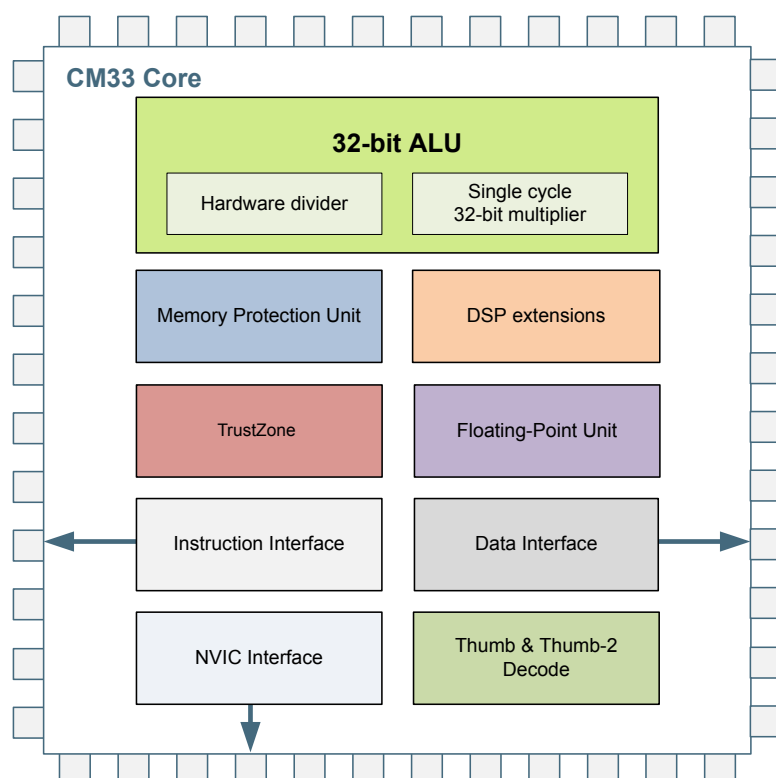 CM33 Core
32-bit ALU
Hardware divider
Single cycle
32-bit multiplier
Memory Protection Unit
DSP extensions
TrustZone
Floating-Point Unit
Instruction Interface
Data Interface
NVIC Interface
Thumb & Thumb-2
Decode